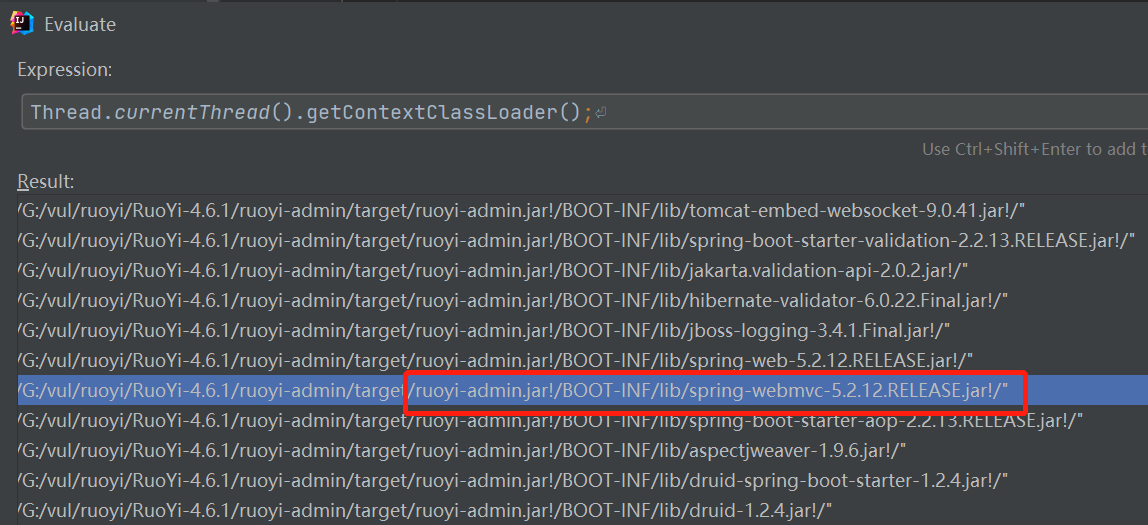 Evaluate
Expression:
Thread.currentThread().getContextClassLoader();
Use Ctrl+Shift+Enter to add t
Result:
/G:/vul/ruoyi/RuoYi-4.6.1/ruoyi-admin/target/ruoyi-admin.jar!/BOOT-INF/lib/tomcat-embed-websocket-9.0.41.jar!/"
/G:/vul/ruoyi/RuoYi-4.6.1/ruoyi-admin/target/ruoyi-admin.jar!/BOOT-INF/lib/spring-boot-starter-validation-2.2.13.RELEASE.jar!/"
/G:/vul/ruoyi/RuoYi-4.6.1/ruoyi-admin/target/ruoyi-admin.jar!/BOOT-INF/lib/jakarta.validation-api-2.0.2.jar!/"
/G:/vul/ruoyi/RuoYi-4.6.1/ruoyi-admin/target/ruoyi-admin.jar!/BOOT-INF/lib/hibernate-validator-6.0.22.Final.jar!/"
/G:/vul/ruoyi/RuoYi-4.6.1/ruoyi-admin/target/ruoyi-admin.jar!/BOOT-INF/lib/jboss-logging-3.4.1.Final.jar!/"
/G:/vul/ruoyi/RuoYi-4.6.1/ruoyi-admin/target/ruoyi-admin.jar!/BOOT-INF/lib/spring-web-5.2.12.RELEASE.jar!/"
/G:/vul/ruoyi/RuoYi-4.6.1/ruoyi-admin/target/ruoyi-admin.jar!/BOOT-INF/lib/spring-webmvc-5.2.12.RELEASE.jar!/"
/G:/vul/ruoyi/RuoYi-4.6.1/ruoyi-admin/target/ruoyi-admin.jar!/BOOT-INF/lib/spring-boot-starter-aop-2.2.13.RELEASE.jar!/"
/G:/vul/ruoyi/RuoYi-4.6.1/ruoyi-admin/target/ruoyi-admin.jar!/BOOT-INF/lib/aspectjweaver-1.9.6.jar!/"
/G:/vul/ruoyi/RuoYi-4.6.1/ruoyi-admin/target/ruoyi-admin.jar!/BOOT-INF/lib/druid-spring-boot-starter-1.2.4.jar!/"
/G:/vul/ruoyi/RuoYi-4.6.1/ruoyi-admin/target/ruoyi-admin.jar!/BOOT-INF/lib/druid-1.2.4.jar!/"